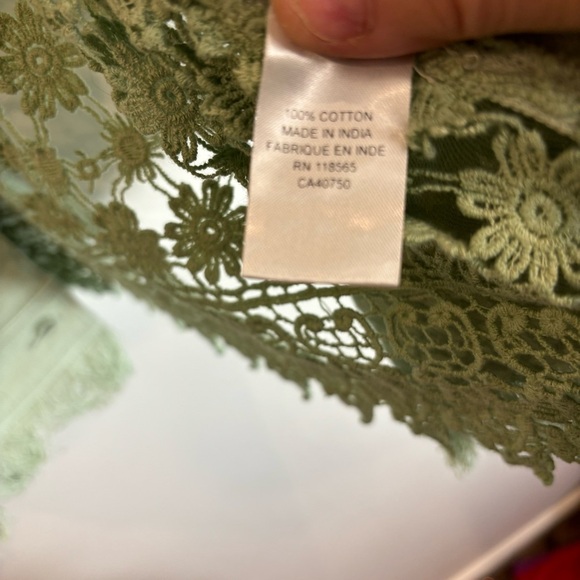 100% COTTON
MADE IN INDIA
FABRIQUE EN INDE
RN 118565
CA40750